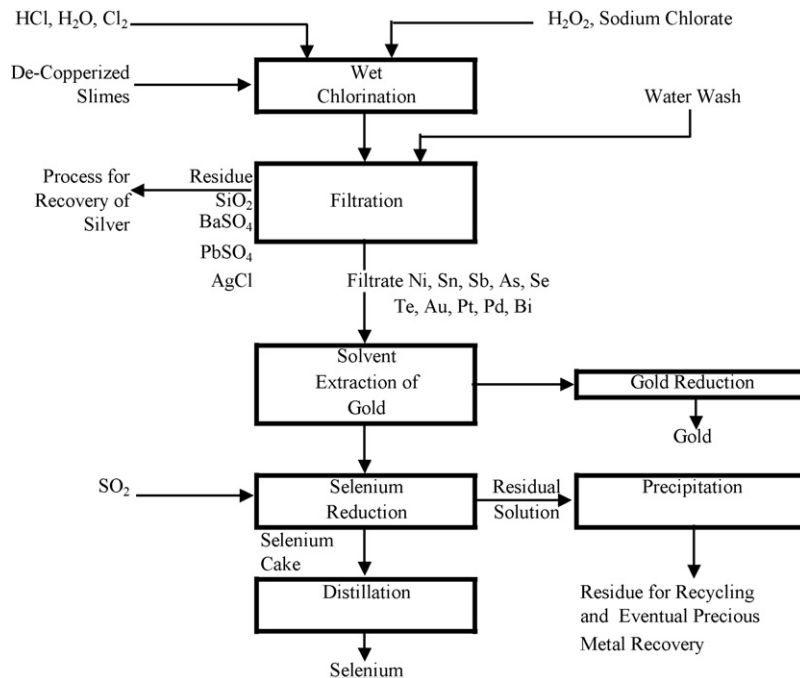 HCl, H₂O, Cl₂
H₂O₂, Sodium Chlorate
De-Copperized
Slimes
Wet
Chlorination
Water Wash
Process for
Recovery of
Silver
Residue
SiO₂
BaSO₄
PbSO₄
AgCl
Filtration
Filtrate Ni, Sn, Sb, As, Se
Te, Au, Pt, Pd, Bi
Solvent
Extraction of
Gold
Gold Reduction
Gold
SO₂
Selenium
Reduction
Residual
Solution
Precipitation
Selenium
Cake
Distillation
Residue for Recycling
and Eventual Precious
Metal Recovery
Selenium